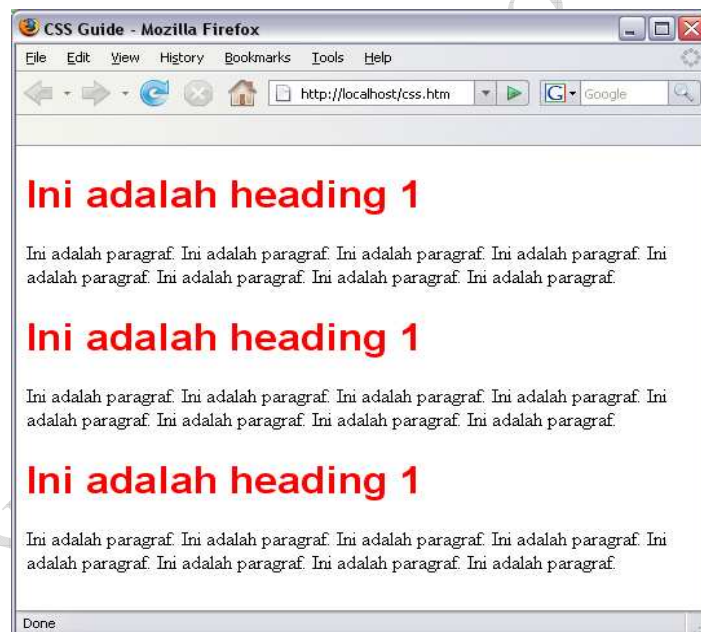 CSS Guide - Mozilla Firefox
File Edit View History Bookmarks Tools Help
http://localhost/css.htm G Google
Ini adalah heading 1
Ini adalah paragraf. Ini adalah paragraf. Ini adalah paragraf. Ini adalah paragraf. Ini
adalah paragraf. Ini adalah paragraf. Ini adalah paragraf. Ini adalah paragraf.
Ini adalah heading 1
Ini adalah paragraf. Ini adalah paragraf. Ini adalah paragraf. Ini adalah paragraf. Ini
adalah paragraf. Ini adalah paragraf. Ini adalah paragraf. Ini adalah paragraf.
Ini adalah heading 1
Ini adalah paragraf. Ini adalah paragraf. Ini adalah paragraf. Ini adalah paragraf. Ini
adalah paragraf. Ini adalah paragraf. Ini adalah paragraf. Ini adalah paragraf.
Done